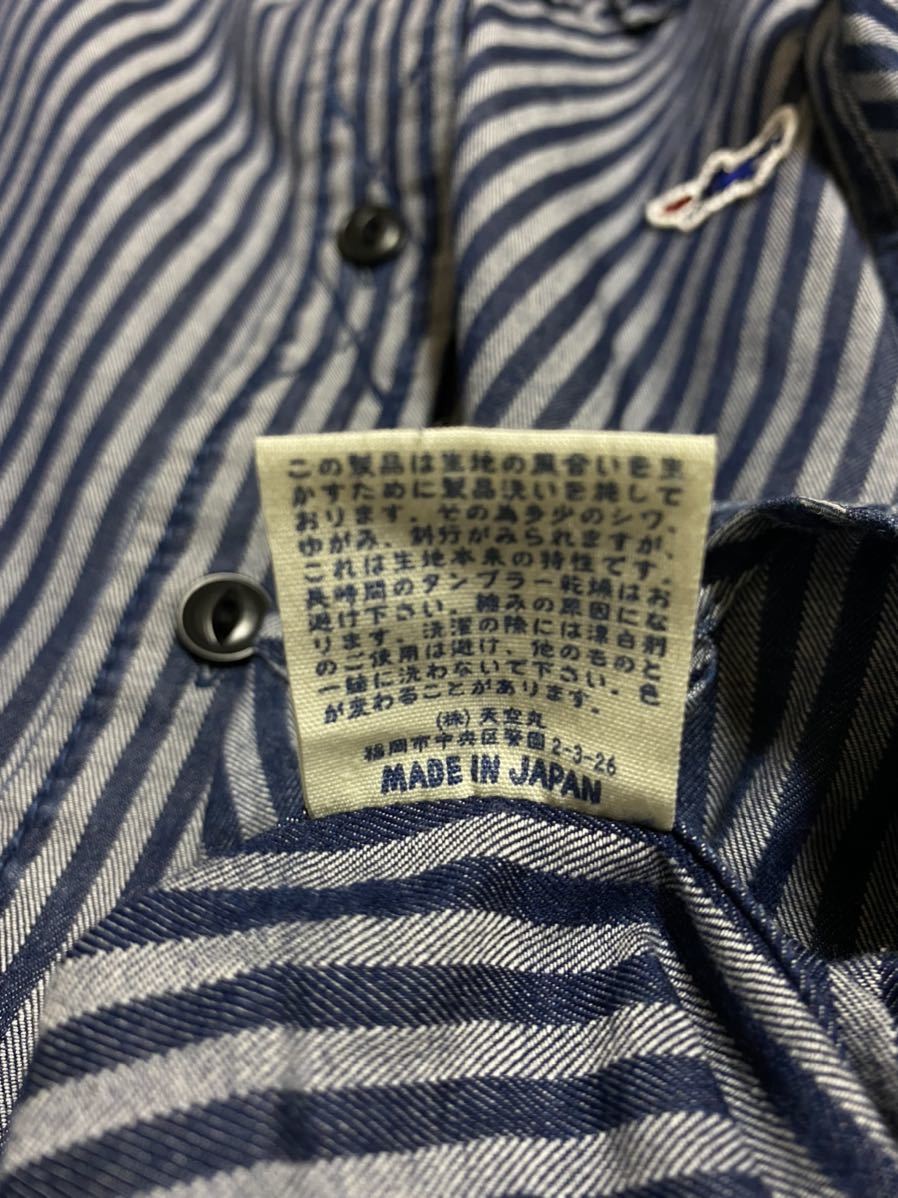 この製品は生地の風合いを生
かすために製品洗いを施して
おります。その為多少のシワ、
ゆがみ、斜行がみられますが、
これは生地本来の特性です。
長時間のタンブラー乾燥はお
避け下さい。縮みの原因にな
ります。洗濯の際には漂白剤
のご使用は避け、他のものと
一緒に洗わないで下さい。色
が変わることがあります。
(株)天空丸
福岡市中央区警固2-3-26
MADE IN JAPAN